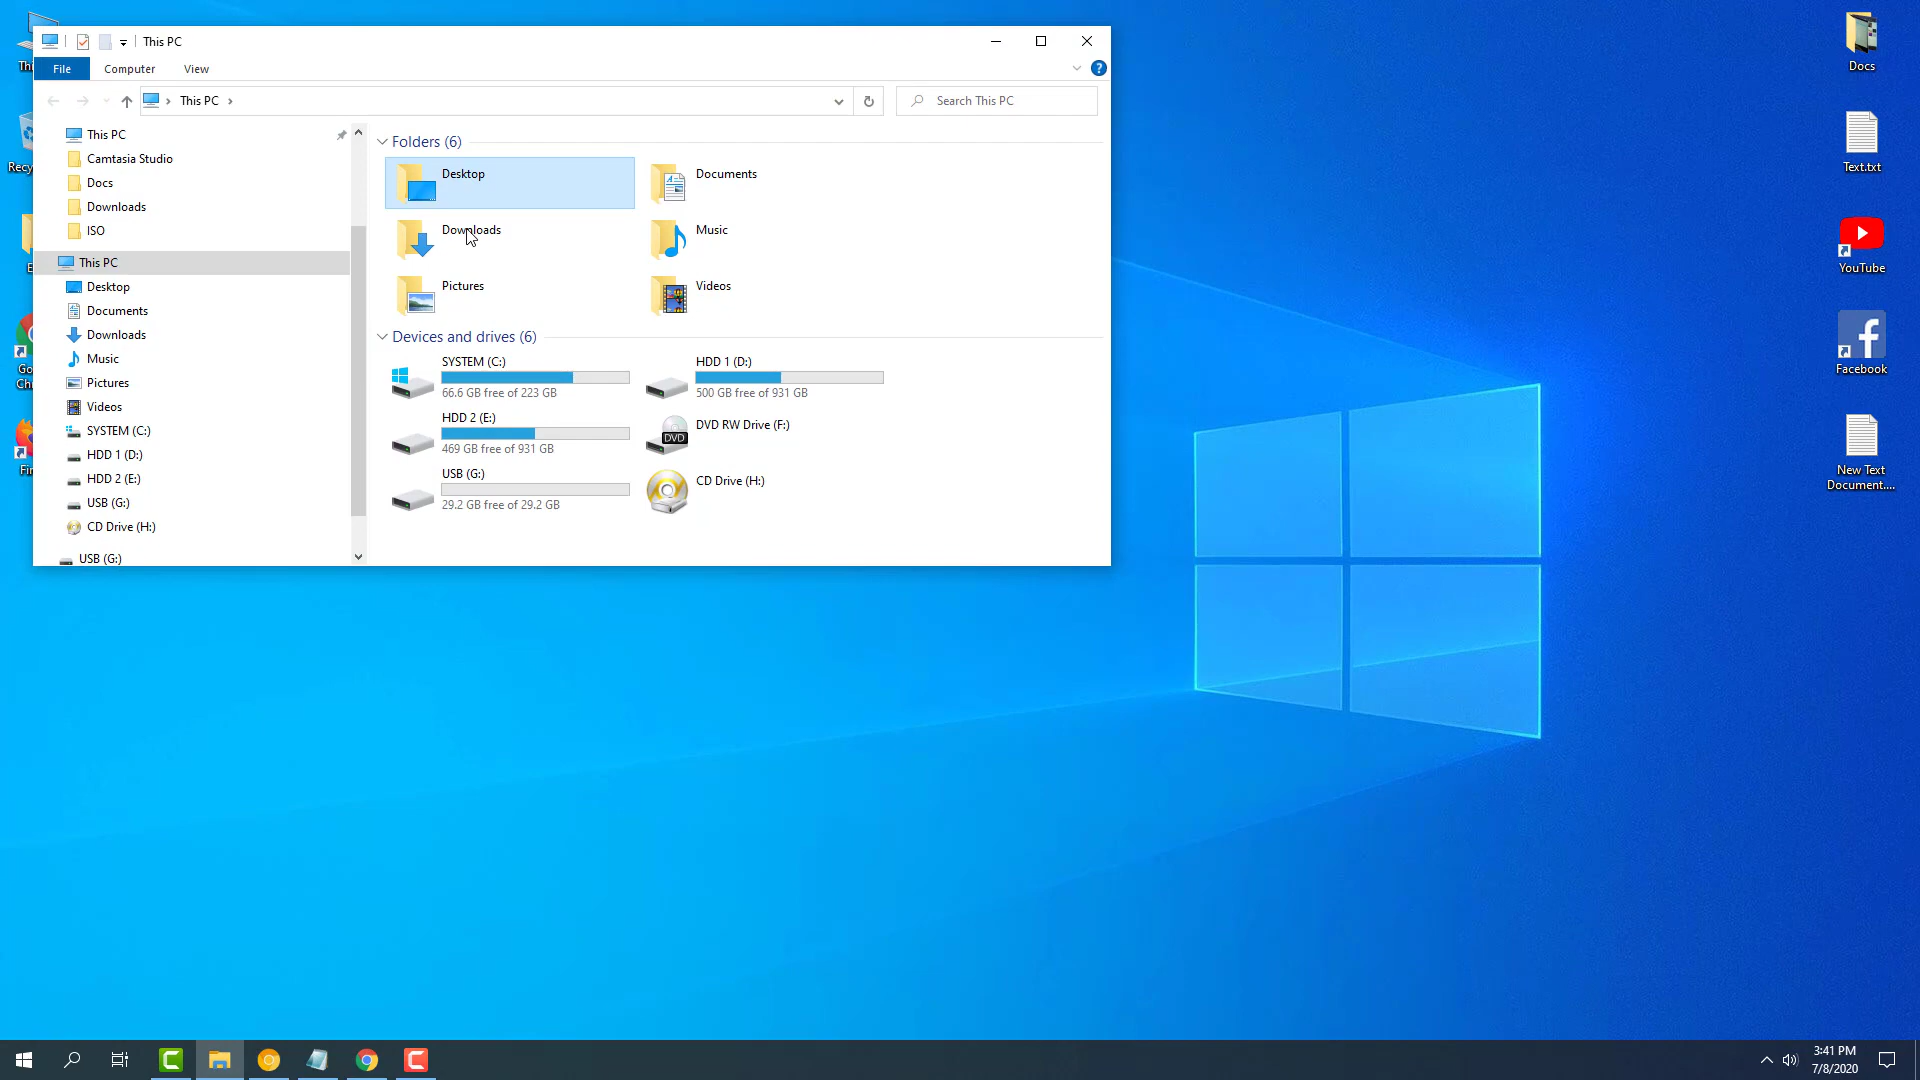 This PC
File
Computer
View
This PC
Search This PC
This PC
Camtasia Studio
Docs
Downloads
ISO
This PC
Desktop
Documents
Downloads
Music
Pictures
Videos
SYSTEM (C:)
HDD 1 (D:)
HDD 2 (E:)
USB (G:)
CD Drive (H:)
USB (G:)
Folders (6)
Desktop
Documents
Downloads
Music
Pictures
Videos
Devices and drives (6)
SYSTEM (C:)
66.6 GB free of 223 GB
HDD 1 (D:)
500 GB free of 931 GB
HDD 2 (E:)
469 GB free of 931 GB
DVD
DVD RW Drive (F:)
USB (G:)
29.2 GB free of 29.2 GB
CD Drive (H:)
Docs
Text.txt
YouTube
Facebook
New Text
Document....
3:41 PM
7/8/2020